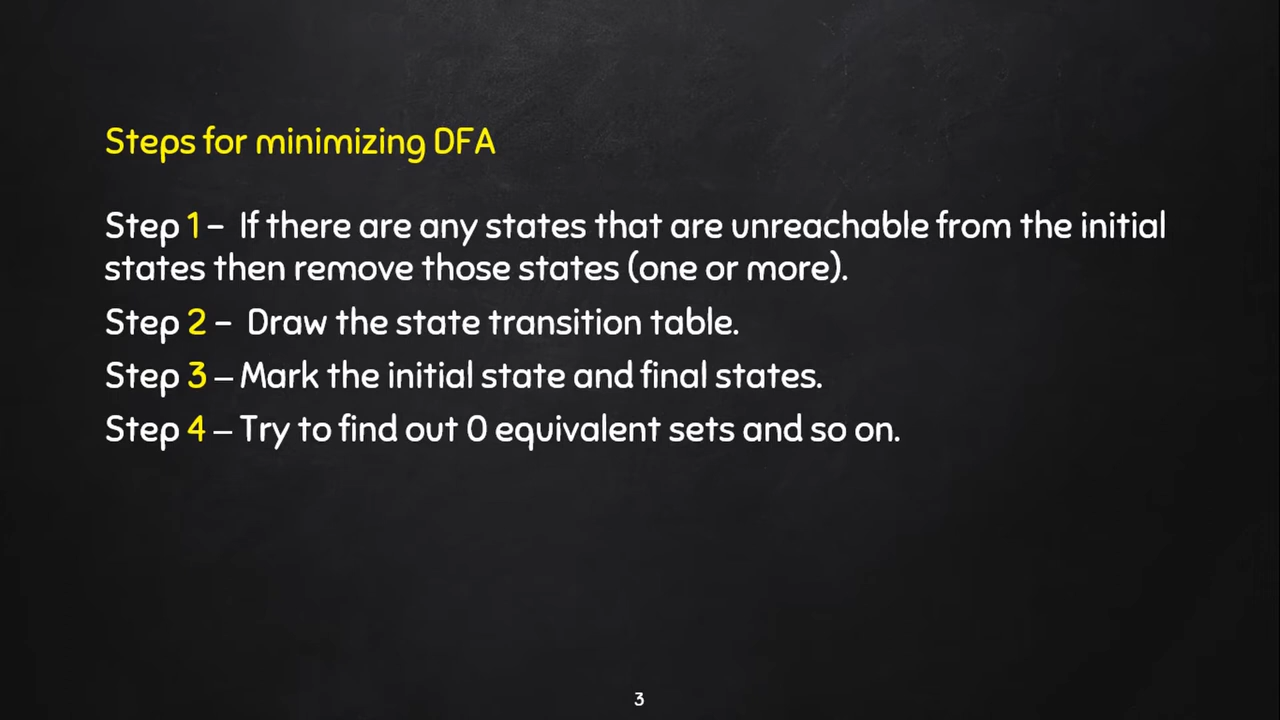 Steps for minimizing DFA
Step 1 – If there are any states that are unreachable from the initial
states then remove those states (one or more).
Step 2 – Draw the state transition table.
Step 3 – Mark the initial state and final states.
Step 4 – Try to find out 0 equivalent sets and so on.
3